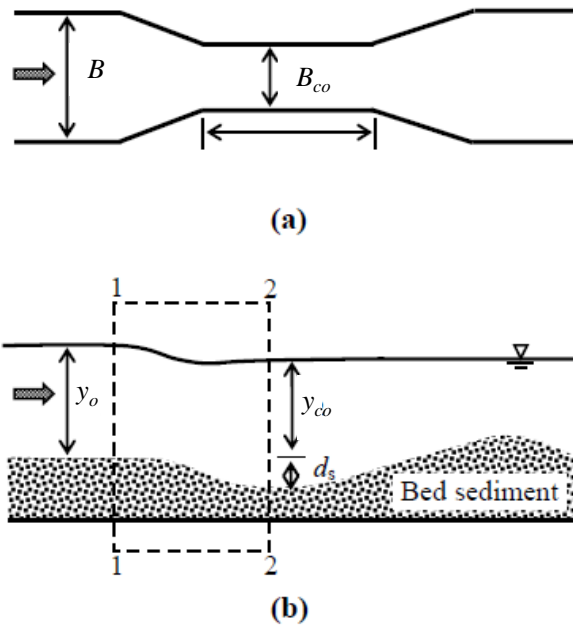 B
B_co
(a)
1
2
y_o
y_co
d_s
Bed sediment
1
2
(b)